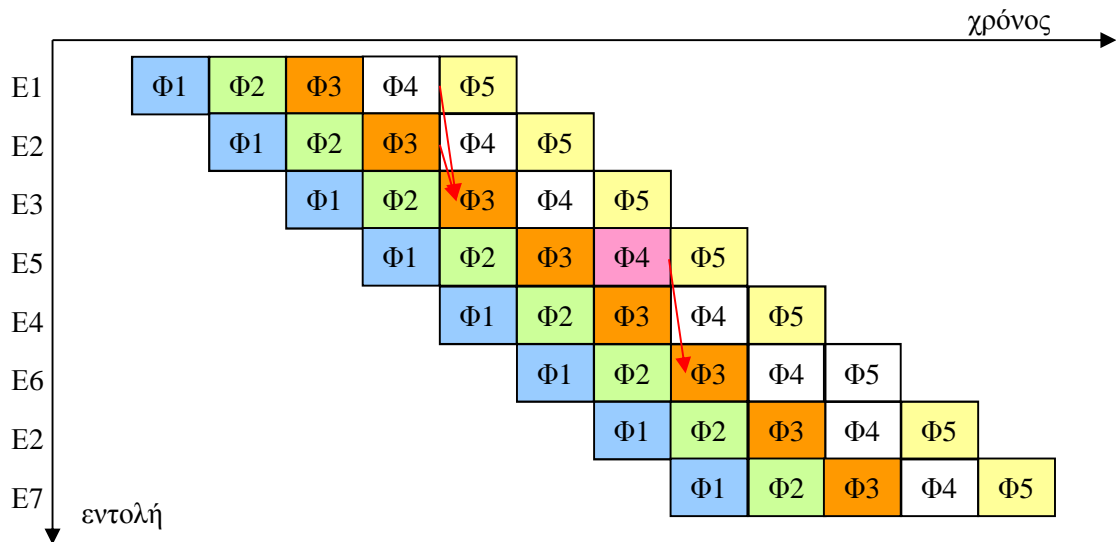 χρόνος
E1 Φ1 Φ2 Φ3 Φ4 Φ5
E2 Φ1 Φ2 Φ3 Φ4 Φ5
E3 Φ1 Φ2 Φ3 Φ4 Φ5
E5 Φ1 Φ2 Φ3 Φ4 Φ5
E4 Φ1 Φ2 Φ3 Φ4 Φ5
E6 Φ1 Φ2 Φ3 Φ4 Φ5
E2 Φ1 Φ2 Φ3 Φ4 Φ5
E7 Φ1 Φ2 Φ3 Φ4 Φ5
εντολή